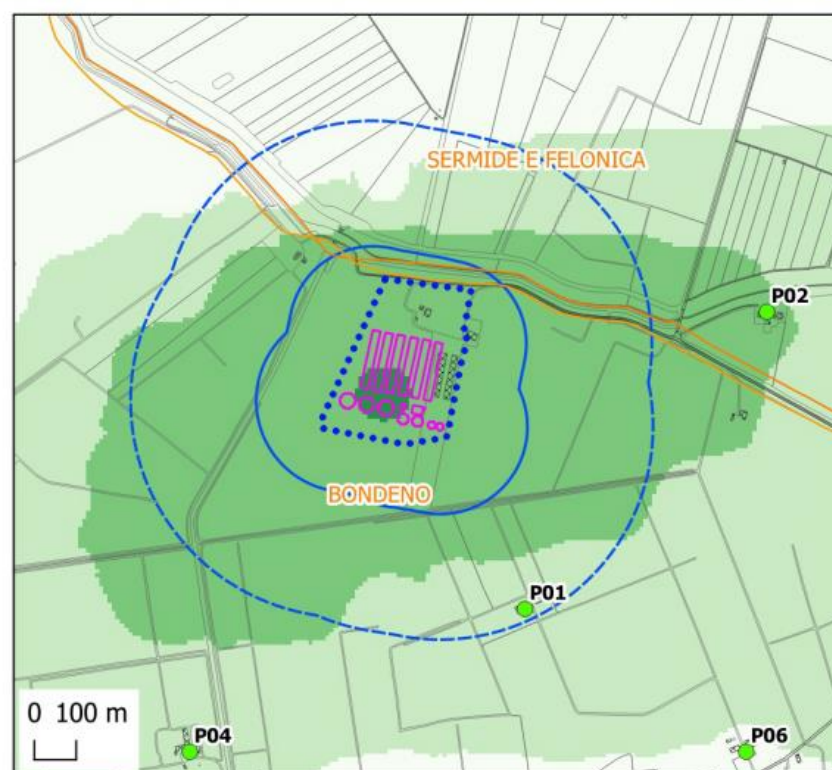 SERMIDE E FELONICA
P02
BONDENO
P01
0 100 m
P04
P06